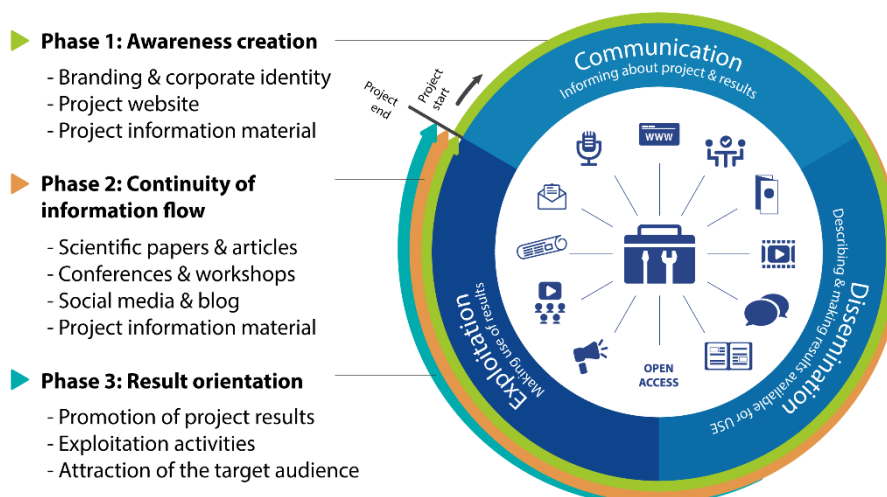 Phase 1: Awareness creation
- Branding & corporate identity
- Project website
- Project information material
Phase 2: Continuity of
information flow
- Scientific papers & articles
- Conferences & workshops
- Social media & blog
- Project information material
Phase 3: Result orientation
- Promotion of project results
- Exploitation activities
- Attraction of the target audience
Project
end
Project
start
Communication
Informing about project & results
WWW
Dissemination
Describing & making results available for USE
Exploitation
Making use of results
OPEN
ACCESS